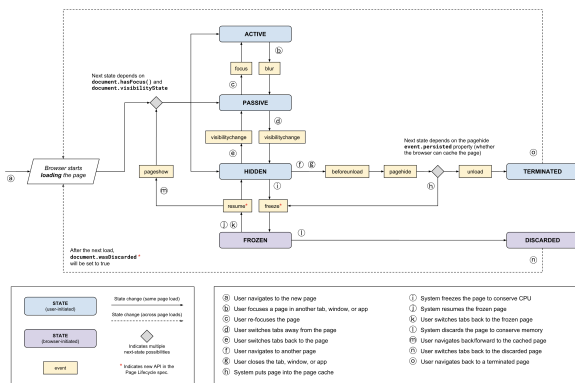 ACTIVE
ⓑ
focus
blur
ⓒ
Next state depends on
document.hasFocus() and
document.visibilityState
PASSIVE
ⓓ
visibilitychange
visibilitychange
Next state depends on the pagehide
event.persisted property (whether
the browser can cache the page)
ⓔ
ⓞ
ⓐ
Browser starts
loading the page
pageshow
HIDDEN
ⓕ ⓖ
beforeunload
pagehide
unload
TERMINATED
ⓜ
ⓘ
ⓗ
resume*
freeze*
ⓙ ⓚ
ⓛ
FROZEN
DISCARDED
After the next load,
document.wasDiscarded*
will be set to true
ⓝ
STATE
(user-initiated)
STATE
(browser-initiated)
event
State change (same page load)
State change (across page loads)
Indicates multiple
next-state possibilities
* Indicates new API in the
Page Lifecycle spec.
ⓐ User navigates to the new page
ⓑ User focuses a page in another tab, window, or app
ⓒ User re-focuses the page
ⓓ User switches tabs away from the page
ⓔ User switches tabs back to the page
ⓕ User navigates to another page
ⓖ User closes the tab, window, or app
ⓗ System puts page into the page cache
ⓘ System freezes the page to conserve CPU
ⓙ System resumes the frozen page
ⓚ User switches tabs back to the frozen page
ⓛ System discards the page to conserve memory
ⓜ User navigates back/forward to the cached page
ⓝ User switches tabs back to the discarded page
ⓞ User navigates back to a terminated page